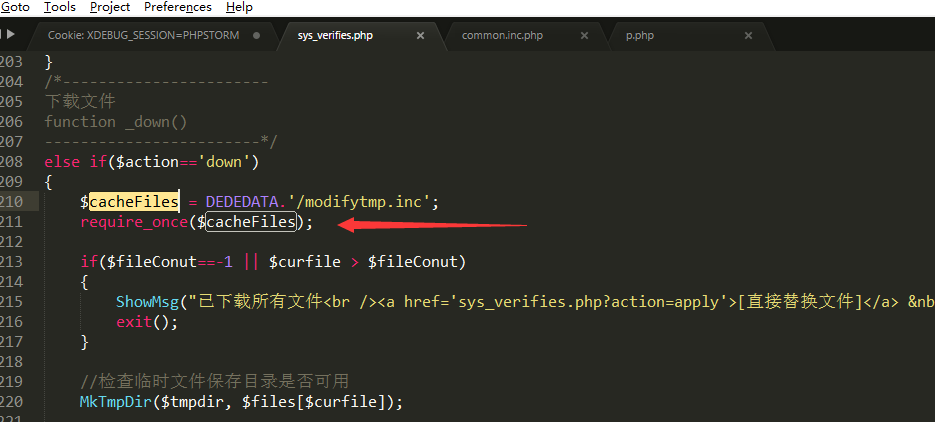 Goto Tools Project Preferences Help
Cookie: XDEBUG_SESSION=PHPSTORM sys_verifies.php × common.inc.php × p.php ×
203 }
204 /*-------------------------
205 下载文件
206 function _down()
207 ------------------------*/
208 else if($action=='down')
209 {
210 $cacheFiles = DEDEDATA.'/modifytmp.inc';
211 require_once($cacheFiles);
212
213 if($fileConut==-1 || $curfile > $fileConut)
214 {
215 ShowMsg("已下载所有文件<br /><a href='sys_verifies.php?action=apply'>[直接替换文件]</a> &nb
216 exit();
217 }
218
219 //检查临时文件保存目录是否可用
220 MkTmpDir($tmpdir, $files[$curfile]);
221